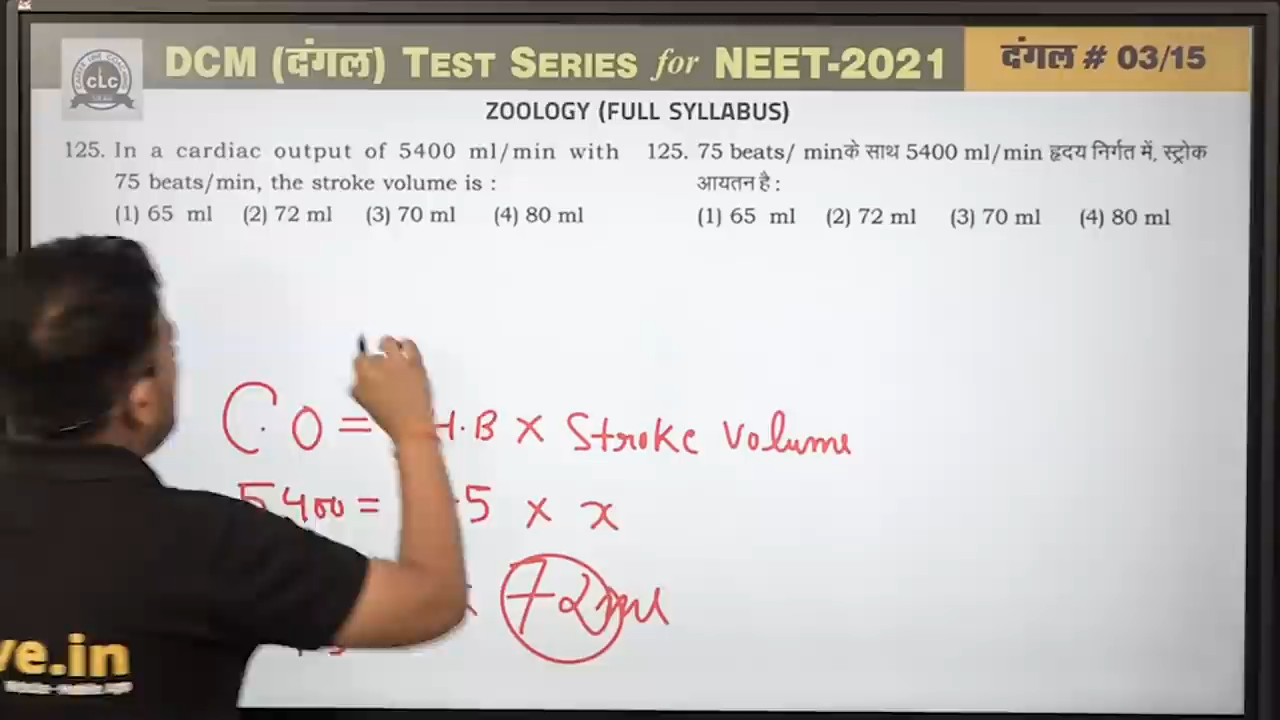 DCM (दंगल) TEST SERIES for NEET-2021
दंगल # 03/15
CLC
ZOOLOGY (FULL SYLLABUS)
125. In a cardiac output of 5400 ml/min with
75 beats/min, the stroke volume is :
(1) 65 ml (2) 72 ml (3) 70 ml (4) 80 ml
125. 75 beats/ minके साथ 5400 ml/min हृदय निर्गत में, स्ट्रोक
आयतन है :
(1) 65 ml (2) 72 ml (3) 70 ml (4) 80 ml
C.O = H.B × Stroke Volume
5400 = 5 × x
72ml
ve.in